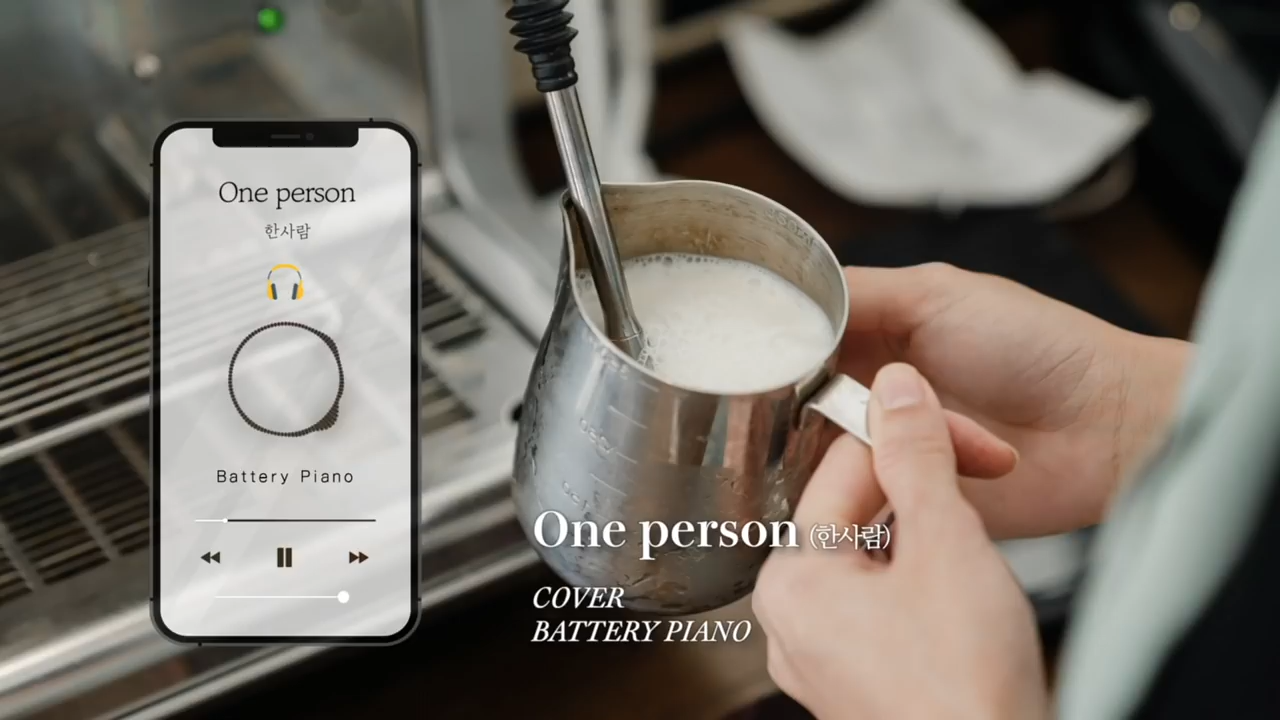 One person
한사람
Battery Piano
One person (한사람)
COVER
BATTERY PIANO